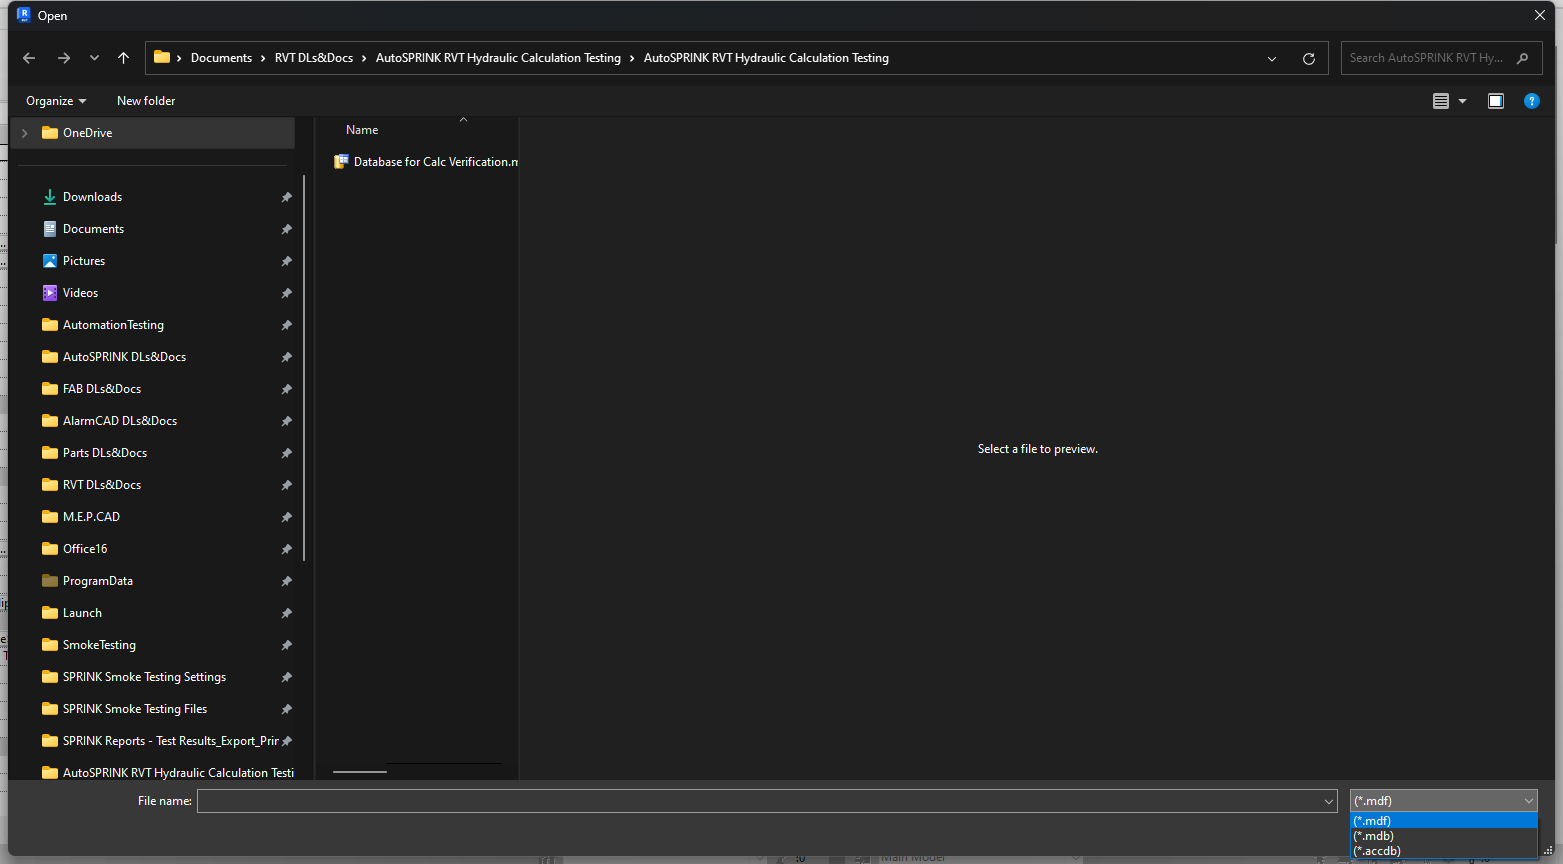 Open
Documents > RVT DLs&Docs > AutoSPRINK RVT Hydraulic Calculation Testing > AutoSPRINK RVT Hydraulic Calculation Testing
Search AutoSPRINK RVT Hy...
Organize
New folder
OneDrive
Name
Database for Calc Verification.m
Downloads
Documents
Pictures
Videos
AutomationTesting
AutoSPRINK DLs&Docs
FAB DLs&Docs
AlarmCAD DLs&Docs
Select a file to preview.
Parts DLs&Docs
RVT DLs&Docs
M.E.P.CAD
Office16
ProgramData
Launch
SmokeTesting
SPRINK Smoke Testing Settings
SPRINK Smoke Testing Files
SPRINK Reports - Test Results_Export_Prir
AutoSPRINK RVT Hydraulic Calculation Testi
File name:
(*.mdf)
(*.mdf)
(*.mdb)
(*.accdb)
:0
Main Model